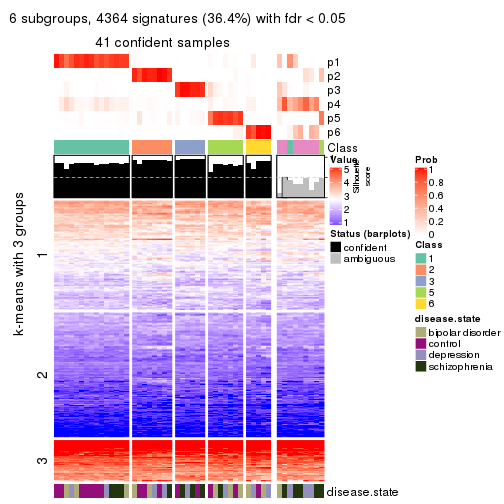 6 subgroups, 4364 signatures (36.4%) with fdr < 0.05
41 confident samples
p1
p2
p3
p4
p5
p6
Class
k-means with 3 groups
1
2
3
disease.state
Value
5
4
3
2
1
Silhouette
score
Status (barplots)
confident
ambiguous
Prob
1
0.8
0.6
0.4
0.2
0
Class
1
2
3
5
6
disease.state
bipolar disorder
control
depression
schizophrenia